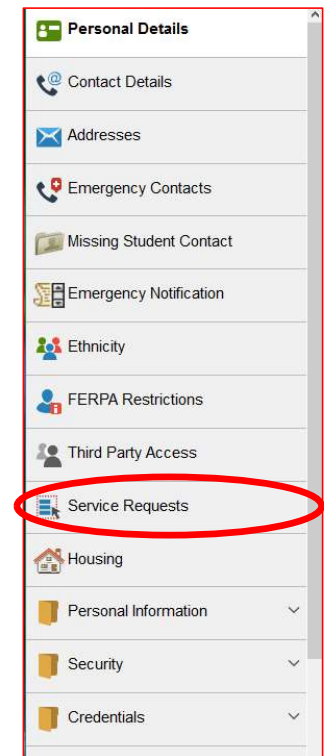 Personal Details
Contact Details
Addresses
Emergency Contacts
Missing Student Contact
Emergency Notification
Ethnicity
FERPA Restrictions
Third Party Access
Service Requests
Housing
Personal Information
Security
Credentials